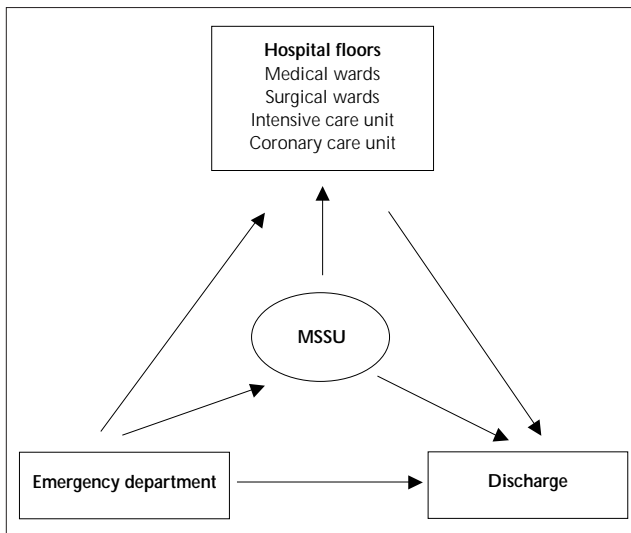 Hospital floors
Medical wards
Surgical wards
Intensive care unit
Coronary care unit
MSSU
Emergency department
Discharge